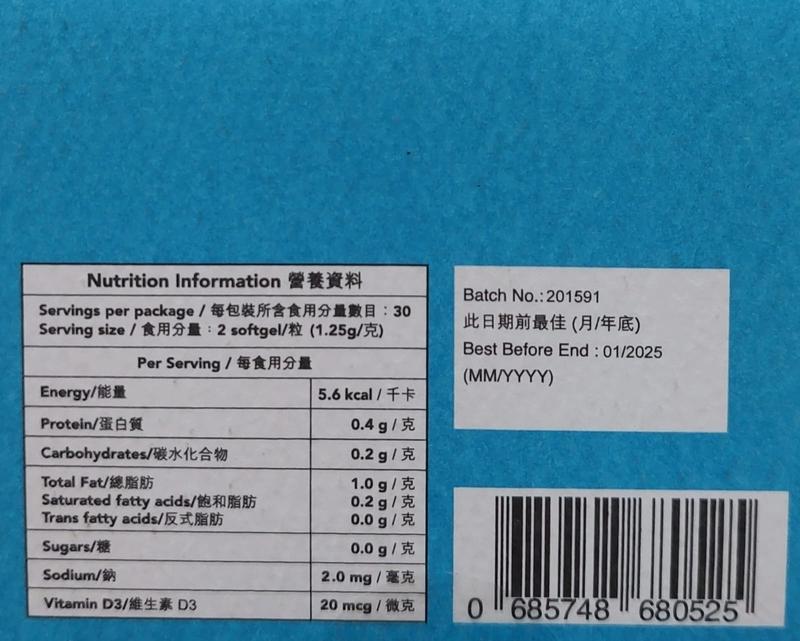 Nutrition Information 營養資料
Servings per package / 每包裝所含食用分量數目：30
Serving size / 食用分量：2 softgel/粒 (1.25g/克)
Per Serving / 每食用分量
Energy/能量 5.6 kcal / 千卡
Protein/蛋白質 0.4 g / 克
Carbohydrates/碳水化合物 0.2 g / 克
Total Fat/總脂肪 1.0 g / 克
Saturated fatty acids/飽和脂肪 0.2 g / 克
Trans fatty acids/反式脂肪 0.0 g / 克
Sugars/糖 0.0 g / 克
Sodium/鈉 2.0 mg / 毫克
Vitamin D3/維生素 D3 20 mcg / 微克
Batch No.: 201591
此日期前最佳 (月/年底)
Best Before End : 01/2025
(MM/YYYY)
0 685748 680525